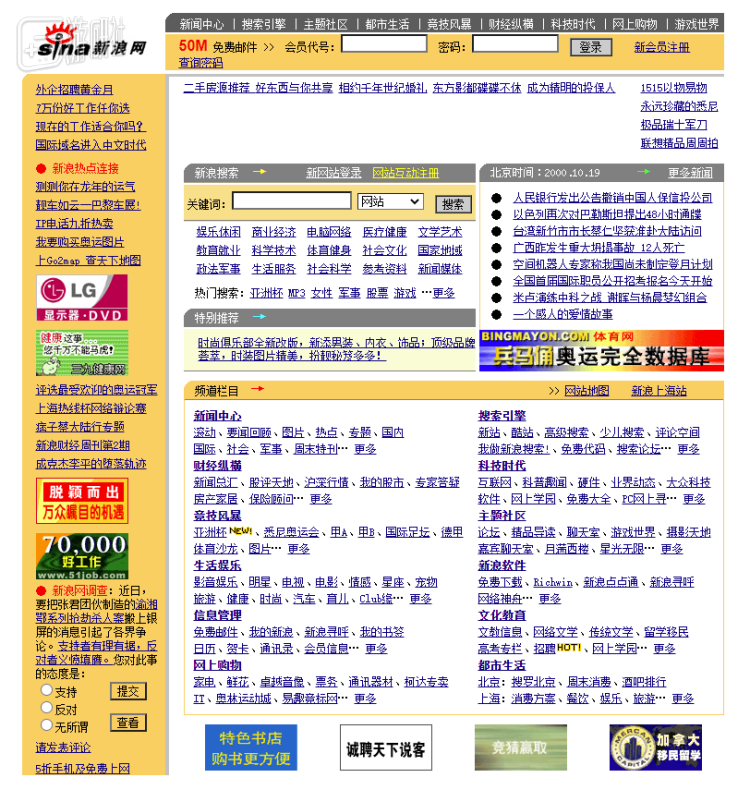 新闻中心 | 搜索引擎 | 主题社区 | 都市生活 | 竞技风暴 | 财经纵横 | 科技时代 | 网上购物 | 游戏世界
sina 新浪网
50M 免费邮件 >> 会员代号: 密码: 登录 新会员注册
查询密码
外企招聘黄金月
7万份好工作任你选
现在的工作适合你吗?
国际域名进入中文时代
● 新浪热点连接
测测你在龙年的运气
靓车如云—巴黎车展!
IP电话九折热卖
我要购买奥运图片
上Go2map 查天下地图
LG
显示器·DVD
健康这事...
您千万不能马虎!
三九健康网
评选最受欢迎的奥运冠军
上海热线杯网络辩论赛
痞子蔡大陆行专题
新浪财经周刊第2期
成克杰李平的堕落轨迹
脱颖而出
万众瞩目的机遇
70,000
好工作
www.51job.com
● 新浪网调查:近日,
要把张君团伙制造的渝湘
鄂系列抢劫杀人案搬上银
屏的消息引起了各界争
论。支持者有理有据,反
对者义愤填膺。您对此事
的态度是:
支持 提交
反对
无所谓 查看
请发表评论
5折手机及免费上网
二手房源推荐 好东西与你共享 相约千年世纪婚礼 东方影都喋喋不休 成为精明的投保人
1515以物易物
永远珍藏的悉尼
极品瑞士军刀
联想精品周周拍
新浪搜索 新网站登录 网站互动注册
关键词: 网站 搜索
娱乐休闲 商业经济 电脑网络 医疗健康 文学艺术
教育就业 科学技术 体育健身 社会文化 国家地域
政法军事 生活服务 社会科学 参考资料 新闻媒体
热门搜索:亚洲杯 MP3 女性 军事 股票 游戏 …更多
特别推荐
时尚俱乐部全新改版,新添男装、内衣、饰品;顶级品牌
荟萃,时装图片精美,扮靓秘笈多多!
北京时间:2000.10.19 更多新闻
● 人民银行发出公告撤销中国人保信投公司
● 以色列再次对巴勒斯坦提出48小时通牒
● 台湾新竹市市长蔡仁坚获准赴大陆访问
● 广西昨发生重大坍塌事故 12人死亡
● 空间机器人专家称我国尚未制定登月计划
● 全国首届国际职员公开招考报名今天开始
● 米卢演练中科之战 谢晖与杨晨梦幻组合
● 一个感人的爱情故事
BINGMAYON.COM 体育网
兵马俑奥运完全数据库
频道栏目 >> 网站地图 新浪上海站
新闻中心
滚动、要闻回顾、图片、热点、专题、国内
国际、社会、军事、周末特刊… 更多
财经纵横
新闻总汇、股评天地、沪深行情、我的股市、专家答疑
房产家居、保险顾问… 更多
竞技风暴
亚洲杯NEW!、悉尼奥运会、甲A、甲B、国际足坛、德甲
体育沙龙、图片… 更多
生活娱乐
影音娱乐、明星、电视、电影、情感、星座、宠物
旅游、健康、时尚、汽车、育儿、Club缘… 更多
信息管理
免费邮件、我的新浪、新浪寻呼、我的书签
日历、贺卡、通讯录、会员信息… 更多
网上购物
家电、鲜花、卓越音像、票务、通讯器材、柯达专卖
IT、奥林运动城、易趣竞标网… 更多
搜索引擎
新站、酷站、高级搜索、少儿搜索、评论空间
我做新浪搜索!、免费代码、搜索论坛… 更多
科技时代
互联网、科普趣闻、硬件、业界动态、大众科技
软件、网上学园、免费大全、PC网上寻… 更多
主题社区
论坛、精品导读、聊天室、游戏世界、摄影天地
嘉宾聊天室、月满西楼、星光无限… 更多
新浪软件
免费下载、Richwin、新浪点点通、新浪寻呼
网络神舟… 更多
文化教育
文教信息、网络文学、传统文学、留学移民
高考专栏、招聘HOT!、网上学园… 更多
都市生活
北京:搜罗北京、周末消费、酒吧排行
上海:消费方案、餐饮、娱乐、旅游… 更多
特色书店
购书更方便
诚聘天下说客
竞猜赢取
MERCAN CAPITAL
加拿大
移民留学